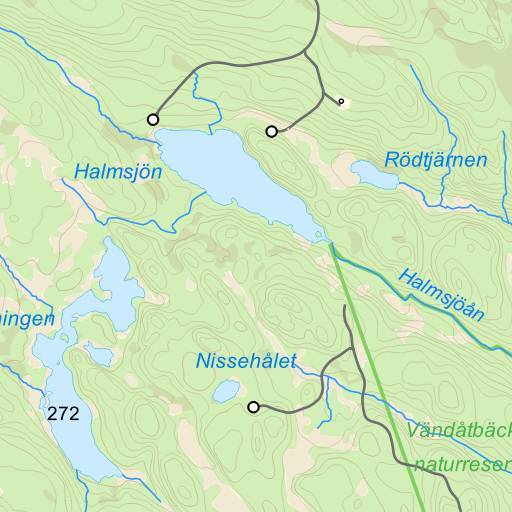 Rödtjärnen
Halmsjön
Halmsjöån
ningen
Nissehålet
272
Vändåtbäck
naturreser